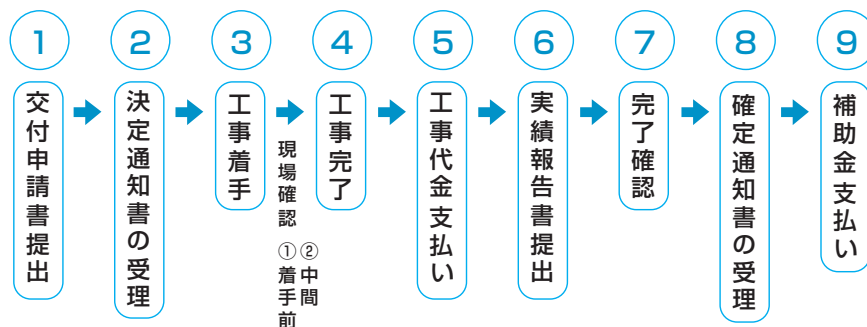 1
交付申請書提出
2
決定通知書の受理
3
工事着手
現場確認
①着手前
②中間
4
工事完了
5
工事代金支払い
6
実績報告書提出
7
完了確認
8
確定通知書の受理
9
補助金支払い